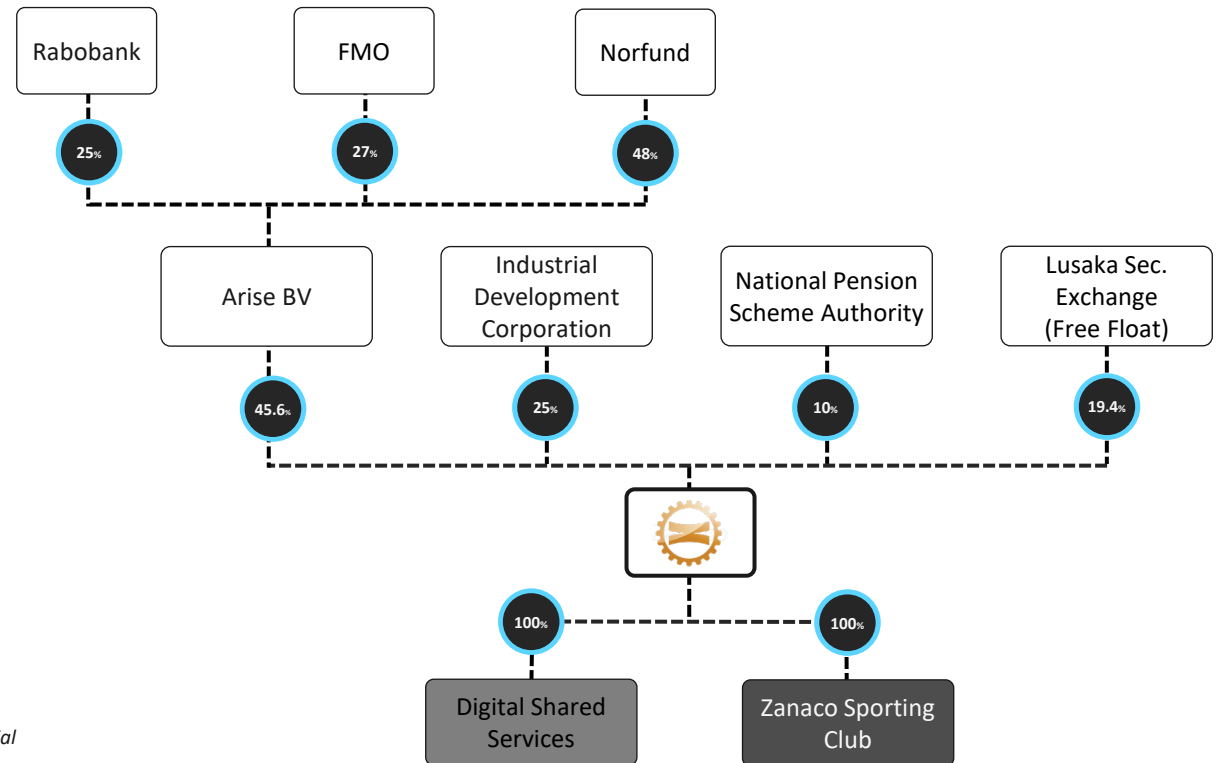 Rabobank
FMO
Norfund
25%
27%
48%
Arise BV
Industrial
Development
Corporation
National Pension
Scheme Authority
Lusaka Sec.
Exchange
(Free Float)
45.6%
25%
10%
19.4%
100%
100%
Digital Shared
Services
Zanaco Sporting
Club